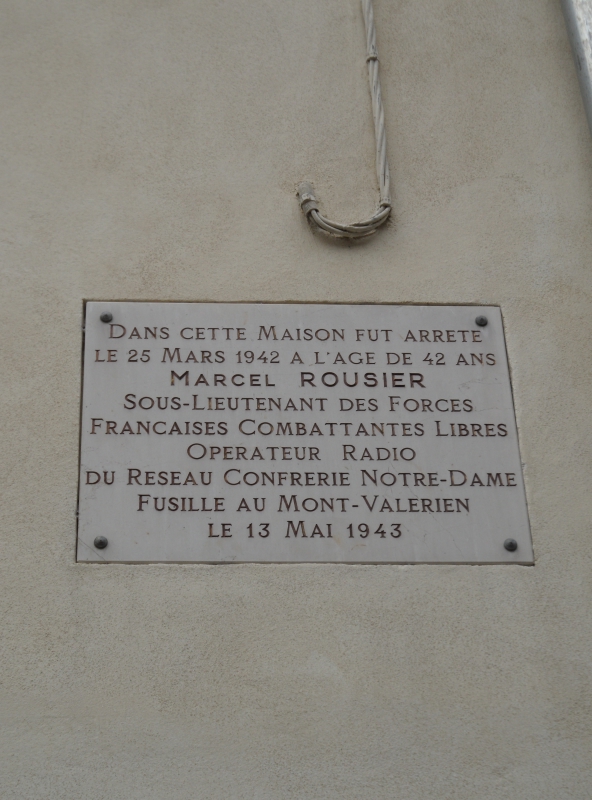 DANS CETTE MAISON FUT ARRETE
LE 25 MARS 1942 A L'AGE DE 42 ANS
MARCEL ROUSIER
SOUS-LIEUTENANT DES FORCES
FRANCAISES COMBATTANTES LIBRES
OPERATEUR RADIO
DU RESEAU CONFRERIE NOTRE-DAME
FUSILLE AU MONT-VALERIEN
LE 13 MAI 1943